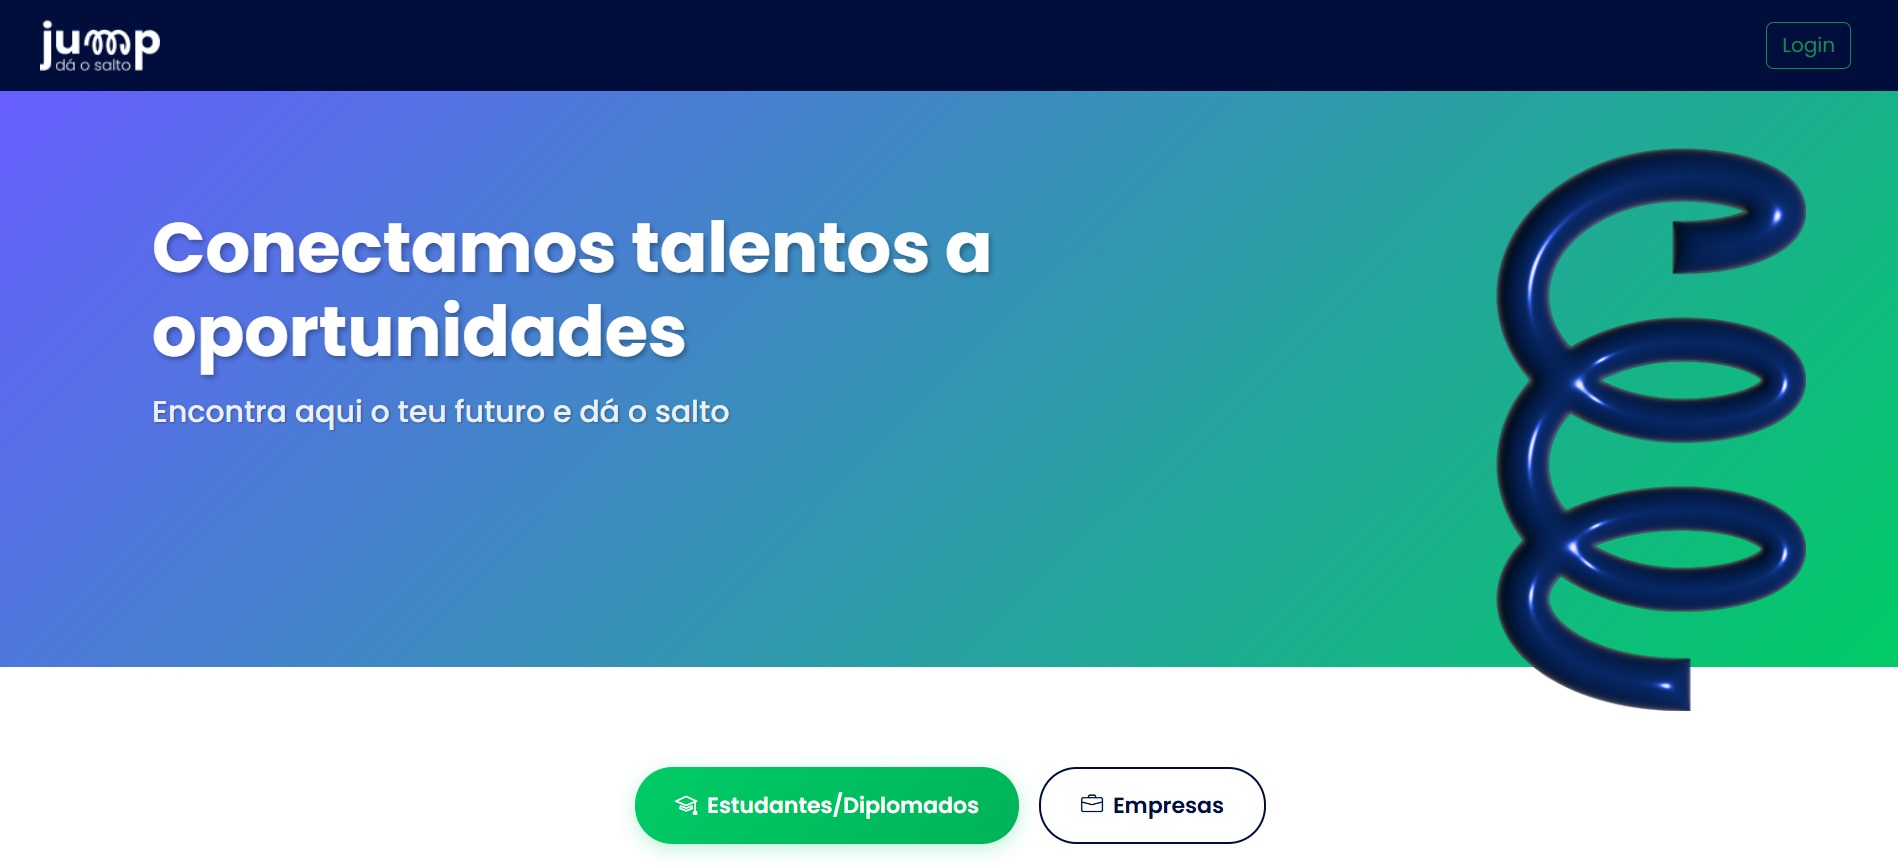 jump
dá o salto
Login
Conectamos talentos a
oportunidades
Encontra aqui o teu futuro e dá o salto
Estudantes/Diplomados
Empresas